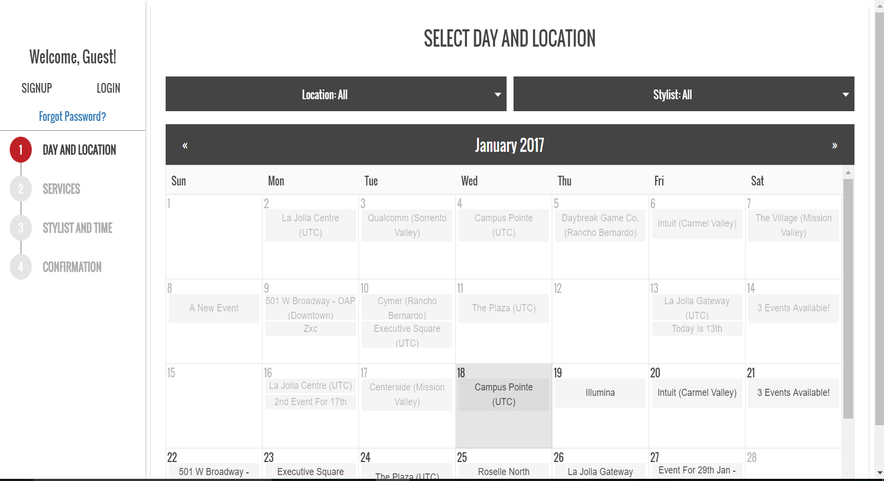 SELECT DAY AND LOCATION
Welcome, Guest!
SIGNUP LOGIN
Forgot Password?
1 DAY AND LOCATION
2 SERVICES
3 STYLIST AND TIME
4 CONFIRMATION
Location: All
Stylist: All
« January 2017 »
Sun Mon Tue Wed Thu Fri Sat
1
2
La Jolla Centre
(UTC)
3
Qualcomm (Sorrento
Valley)
4
Campus Pointe
(UTC)
5
Daybreak Game Co.
(Rancho Bernardo)
6
Intuit (Carmel Valley)
7
The Village (Mission
Valley)
8
A New Event
9
501 W Broadway - OAP
(Downtown)
Zxc
10
Cymer (Rancho
Bernardo)
Executive Square
(UTC)
11
The Plaza (UTC)
12
13
La Jolla Gateway
(UTC)
Today Is 13th
14
3 Events Available!
15
16
La Jolla Centre (UTC)
2nd Event For 17th
17
Centerside (Mission
Valley)
18
Campus Pointe
(UTC)
19
Illumina
20
Intuit (Carmel Valley)
21
3 Events Available!
22
501 W Broadway -
23
Executive Square
24
The Plaza (UTC)
25
Roselle North
26
La Jolla Gateway
27
Event For 29th Jan -
28